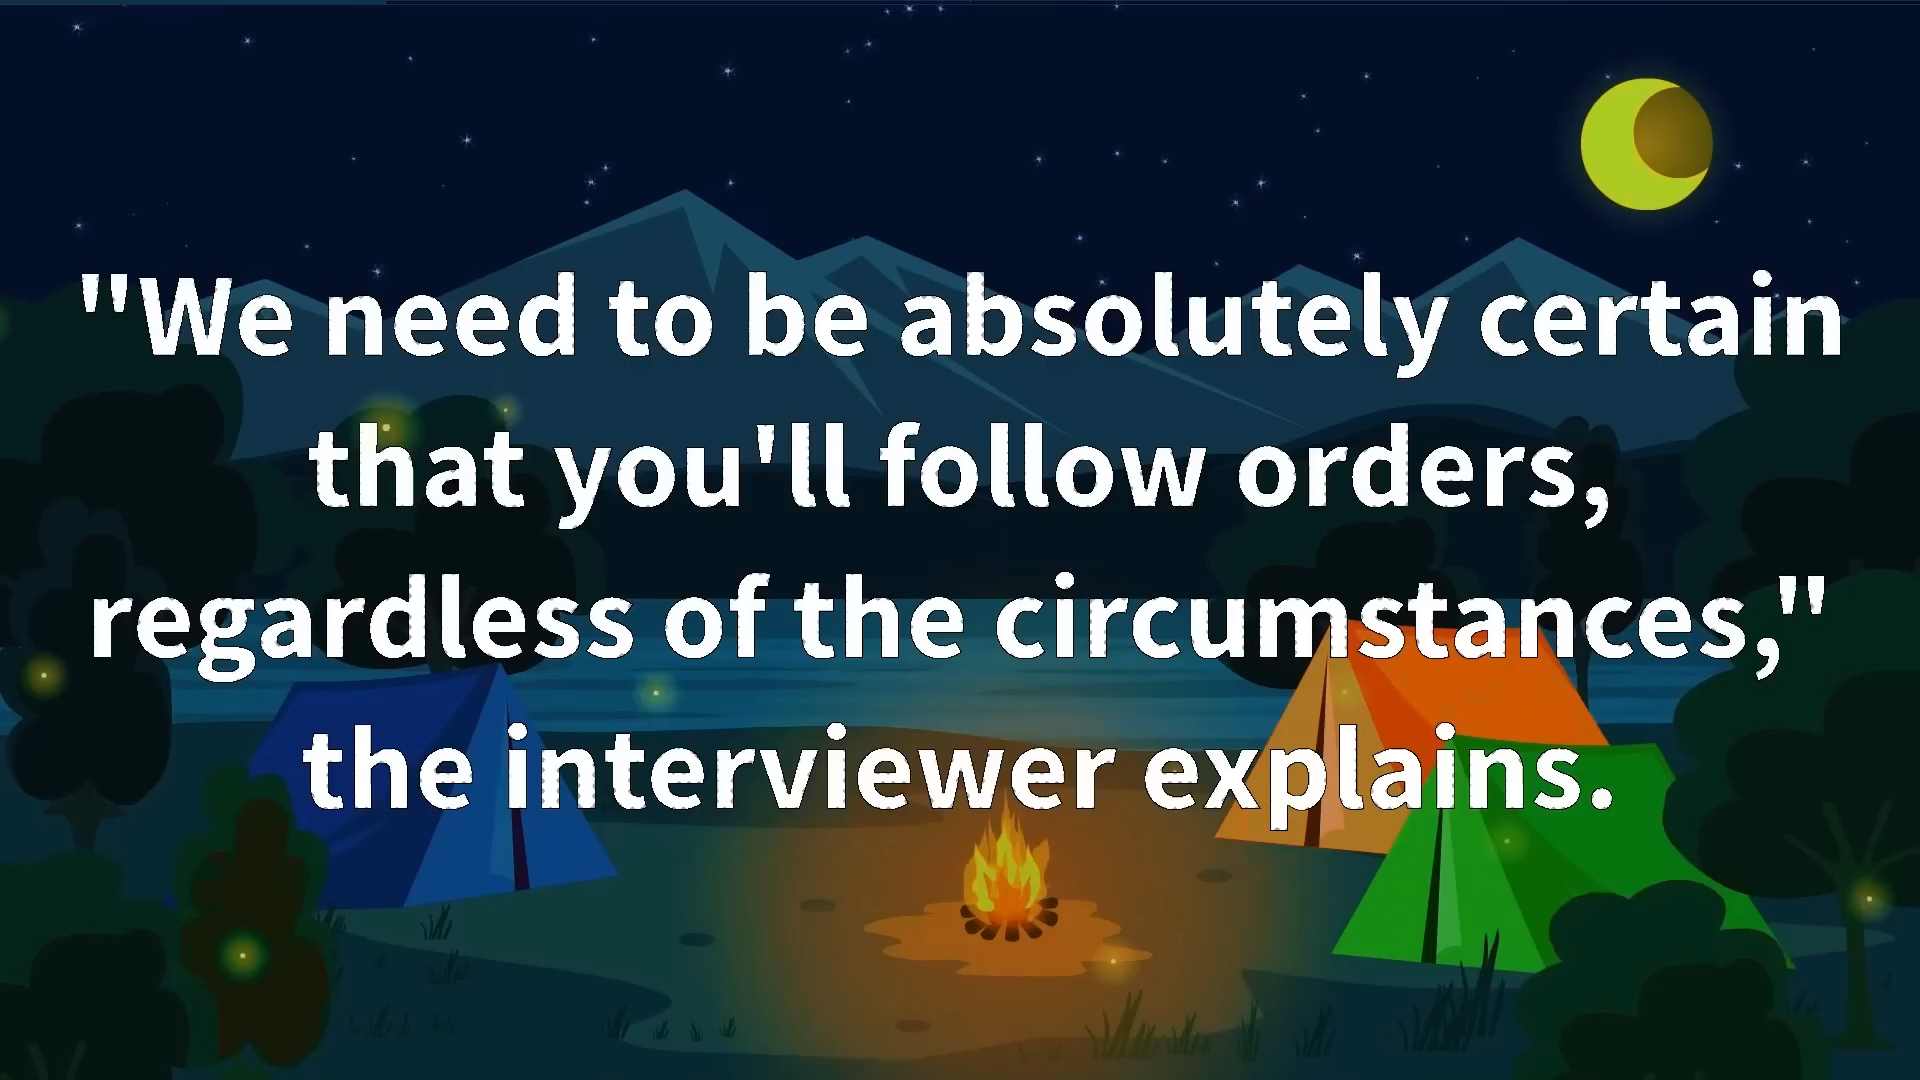 "We need to be absolutely certain
that you'll follow orders,
regardless of the circumstances,"
the interviewer explains.